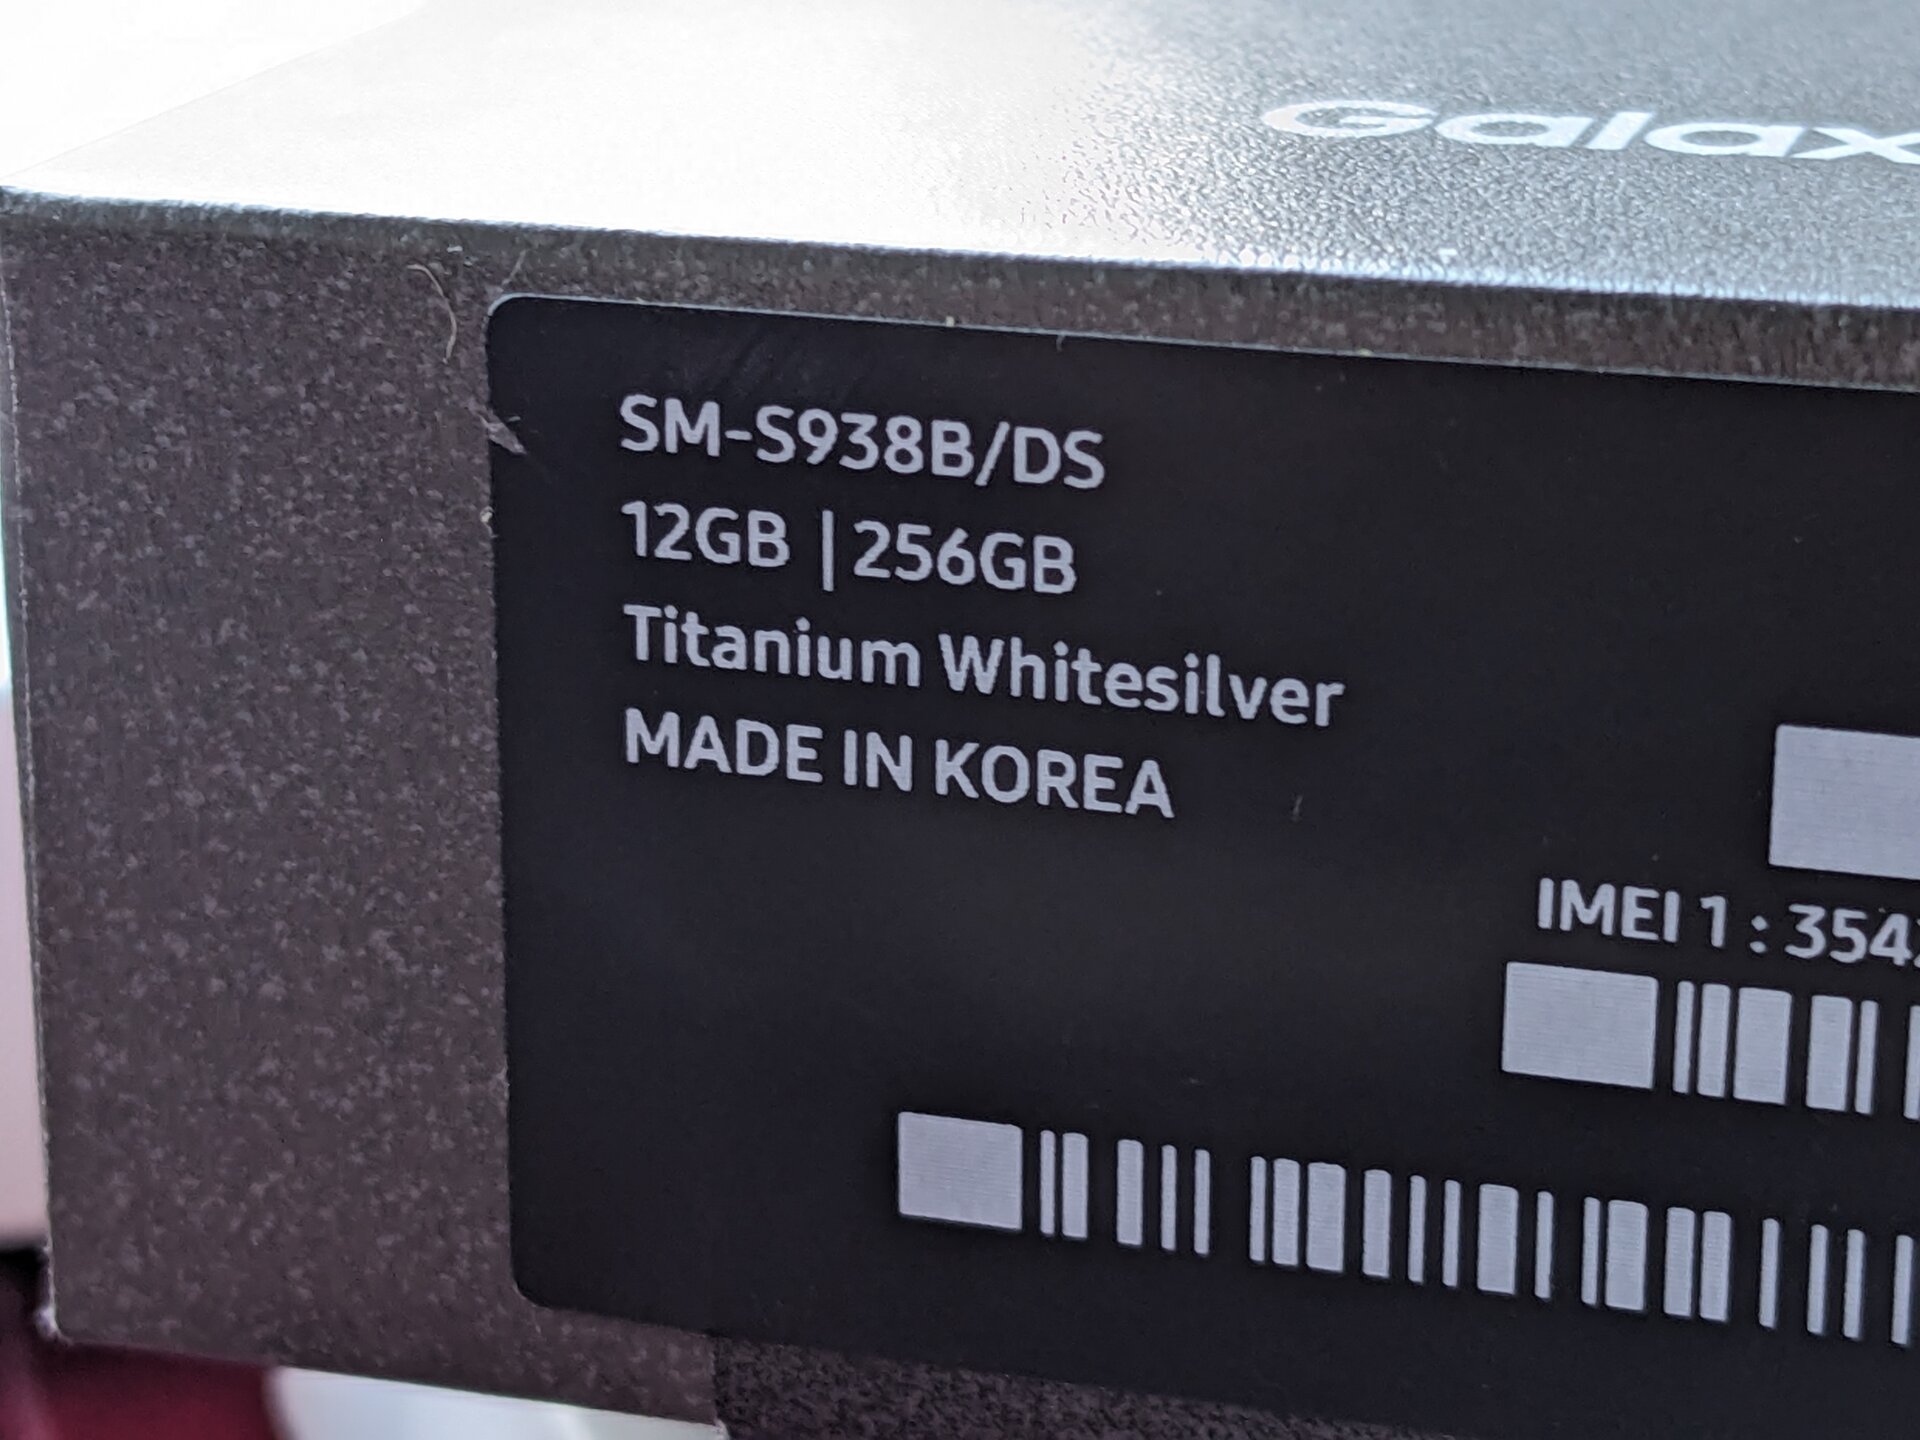 Galax
SM-S938B/DS
12GB | 256GB
Titanium Whitesilver
MADE IN KOREA
IMEI 1 : 354